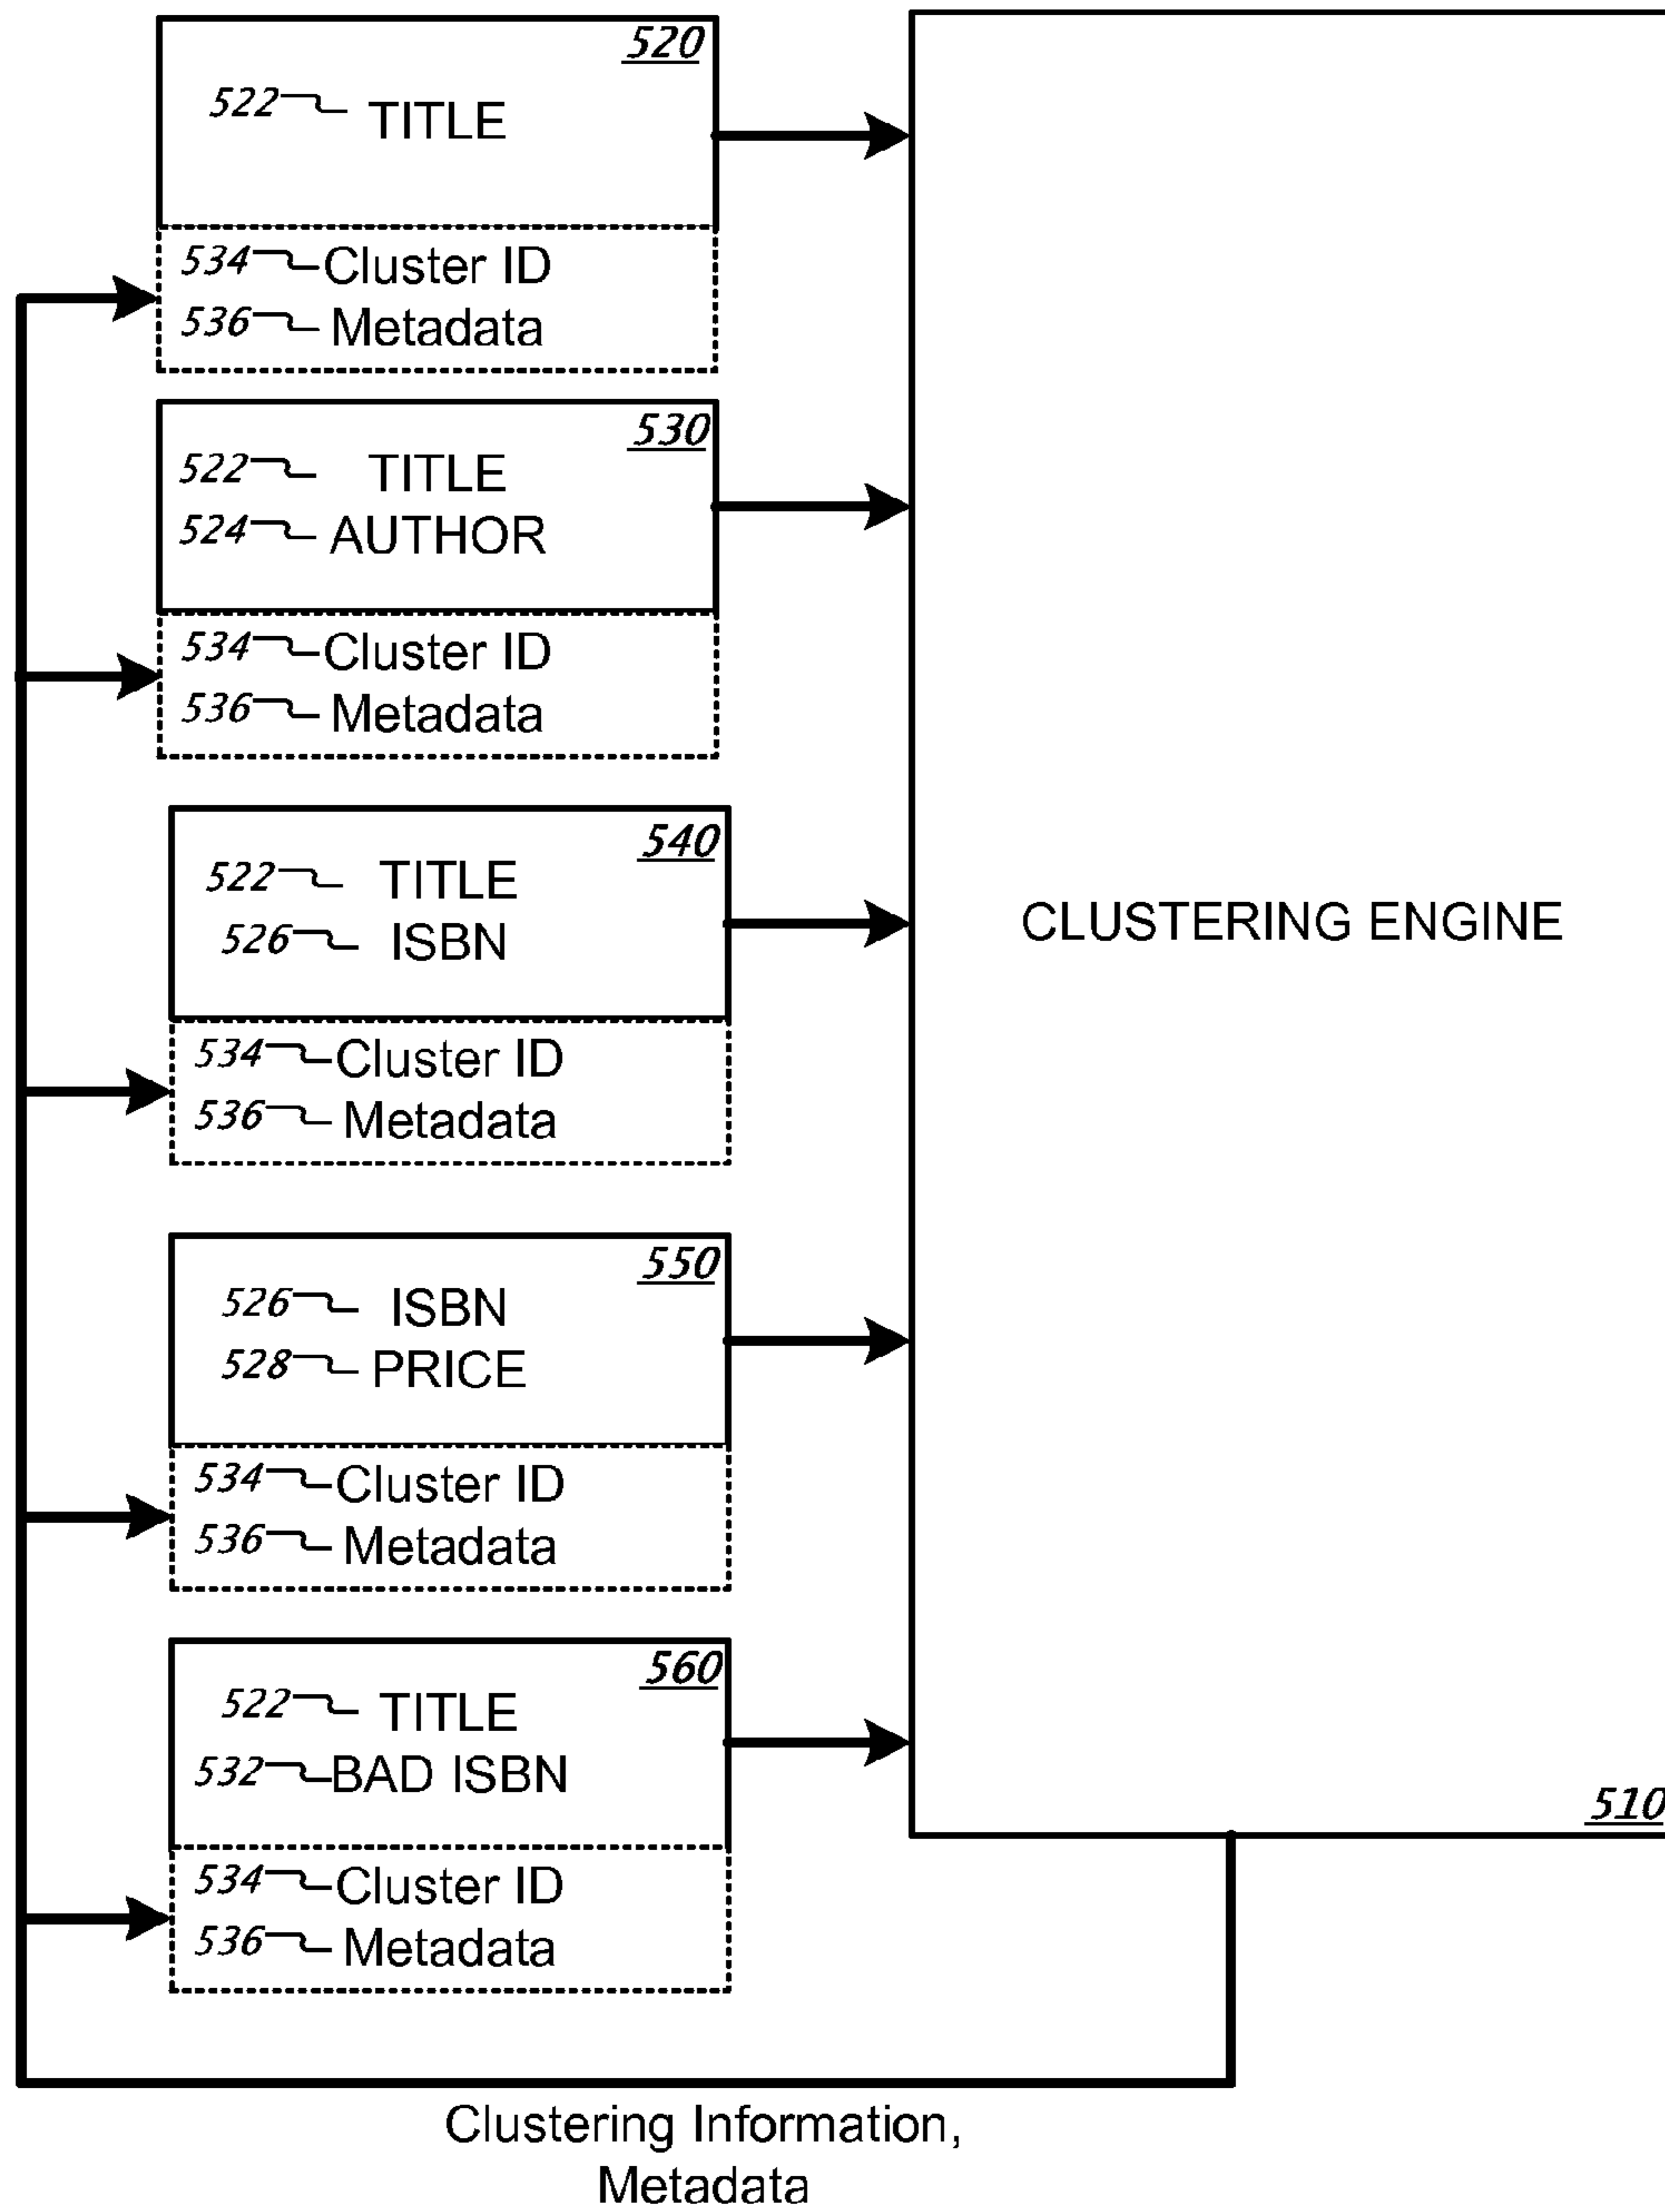 520
522 TITLE
534 Cluster ID
536 Metadata
530
522 TITLE
524 AUTHOR
534 Cluster ID
536 Metadata
540
522 TITLE
526 ISBN
534 Cluster ID
536 Metadata
550
526 ISBN
528 PRICE
534 Cluster ID
536 Metadata
560
522 TITLE
532 BAD ISBN
534 Cluster ID
536 Metadata
CLUSTERING ENGINE
510
Clustering Information,
Metadata